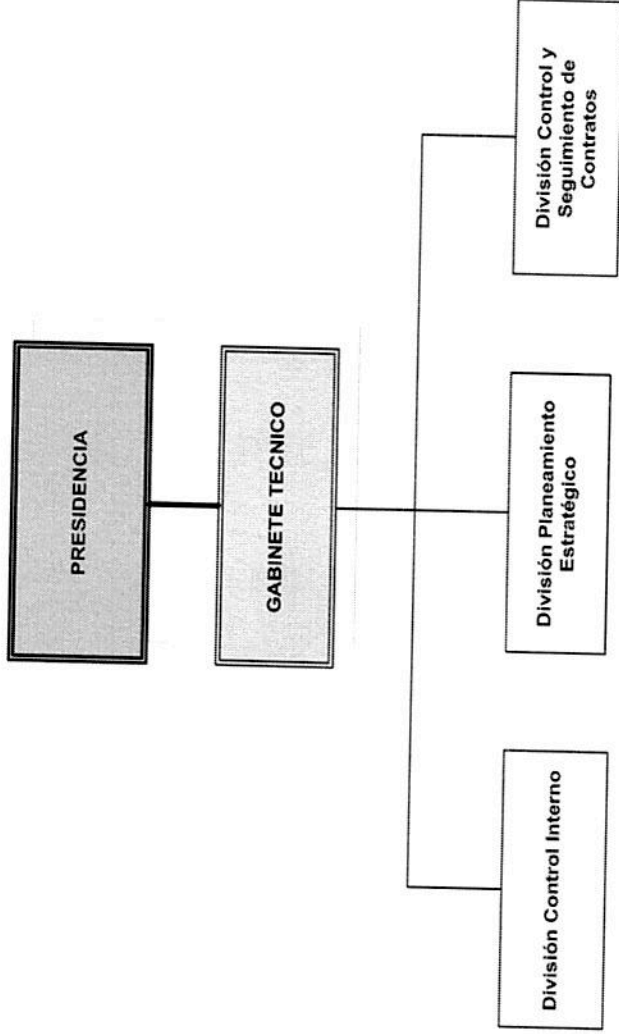 PRESIDENCIA
GABINETE TECNICO
División Control Interno
División Planeamiento
Estratégico
División Control y
Seguimiento de
Contratos